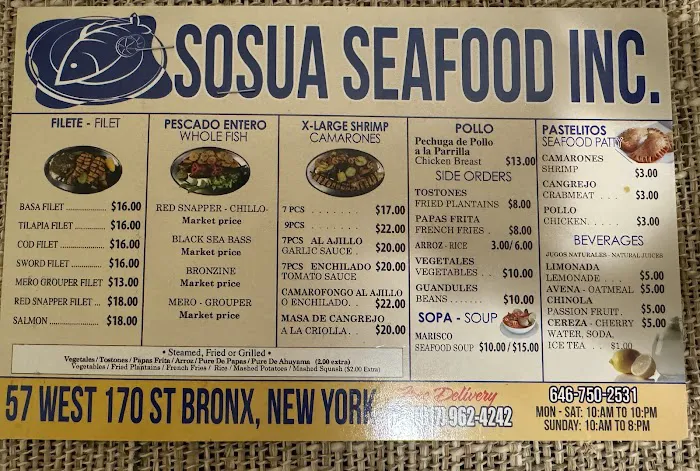 SOSUA SEAFOOD INC.
FILETE - FILET
BASA FILET .............. $16.00
TILAPIA FILET ........... $16.00
COD FILET ............... $16.00
SWORD FILET ............. $16.00
MERO GROUPER FILET $13.00
RED SNAPPER FILET ... $18.00
SALMON .................. $18.00
PESCADO ENTERO
WHOLE FISH
RED SNAPPER - CHILLO-
Market price
BLACK SEA BASS
Market price
BRONZINE
Market price
MERO - GROUPER
Market price
X-LARGE SHRIMP
CAMARONES
7 PCS . . . . . . . $17.00
9PCS . . . . . . . $22.00
7PCS AL AJILLO
GARLIC SAUCE . $20.00
7PCS ENCHILADO $20.00
TOMATO SAUCE
CAMAROFONGO AL AJILLO
O ENCHILADO. . $22.00
MASA DE CANGREJO
A LA CRIOLLA. . $20.00
• Steamed, Fried or Grilled •
Vegetales / Tostones / Papas Frita / Arroz / Pure De Papas / Pure De Ahuyama (2.00 extra)
Vegetables / Fried Plantains / French Fries / Rice / Mashed Potatoes / Mashed Squash ($2.00 Extra)
POLLO
Pechuga de Pollo
a la Parrilla
Chicken Breast $13.00
SIDE ORDERS
TOSTONES
FRIED PLANTAINS $8.00
PAPAS FRITA
FRENCH FRIES . $8.00
ARROZ - RICE 3.00/ 6.00
VEGETALES
VEGETABLES . . $10.00
GUANDULES
BEANS . . . . . . $10.00
SOPA - SOUP
MARISCO
SEAFOOD SOUP $10.00 / $15.00
PASTELITOS
SEAFOOD PATTY
CAMARONES
SHRIMP $3.00
CANGREJO
CRABMEAT . . . $3.00
POLLO
CHICKEN. . . . . $3.00
BEVERAGES
JUGOS NATURALES - NATURAL JUICES
LIMONADA
LEMONADE . . . $5.00
AVENA - OATMEAL $5.00
CHINOLA
PASSION FRUIT. $5.00
CEREZA - CHERRY $5.00
WATER, SODA,
ICE TEA . . $1.00
57 WEST 170 ST BRONX, NEW YORK
Free Delivery
962-4242
646-750-2531
MON - SAT: 10:AM TO 10:PM
SUNDAY: 10:AM TO 8:PM